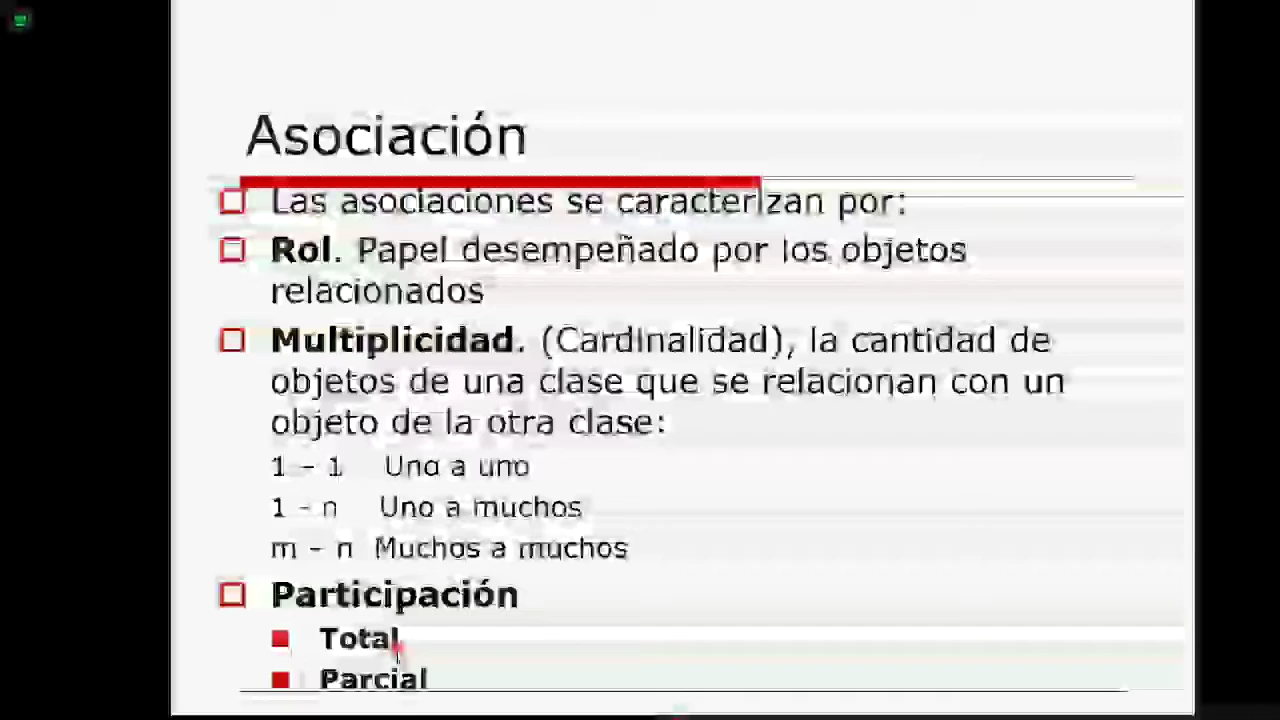 Asociación
Las asociaciones se caracterizan por:
Rol. Papel desempeñado por los objetos
relacionados
Multiplicidad. (Cardinalidad), la cantidad de
objetos de una clase que se relacionan con un
objeto de la otra clase:
1 – 1 Uno a uno
1 – n Uno a muchos
m – n Muchos a muchos
Participación
Total
Parcial